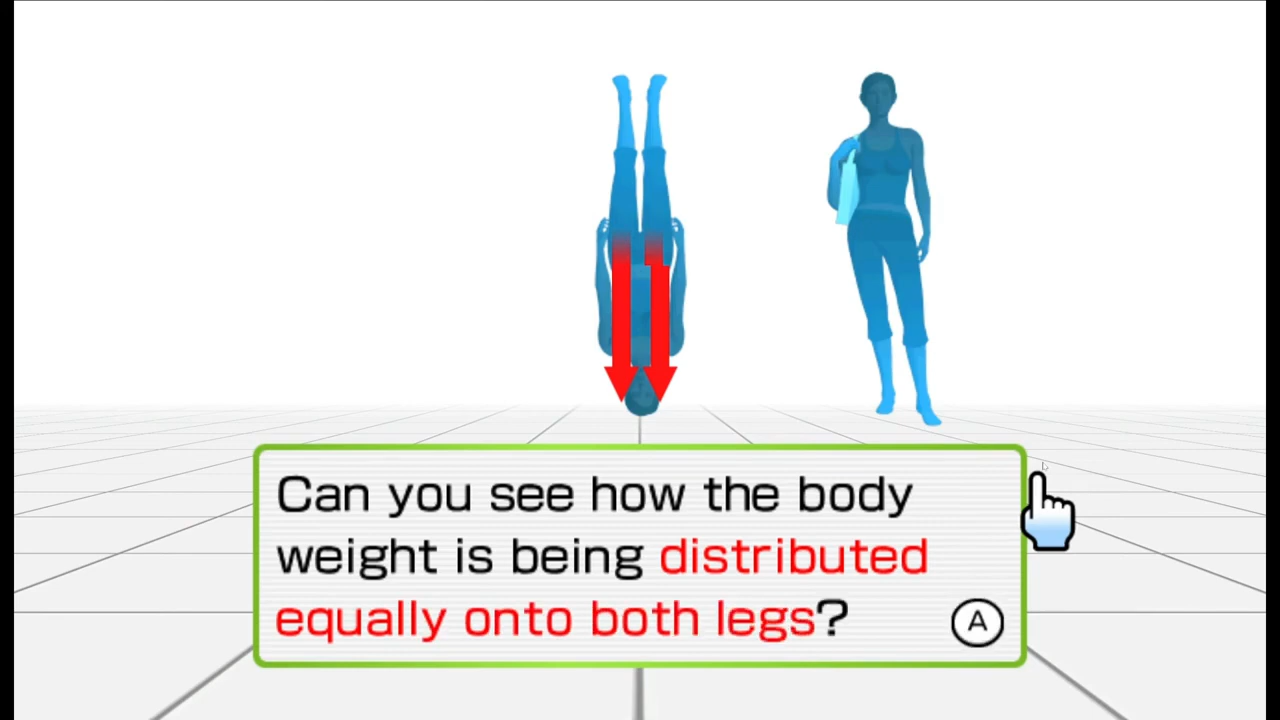 Can you see how the body
weight is being distributed
equally onto both legs?
A